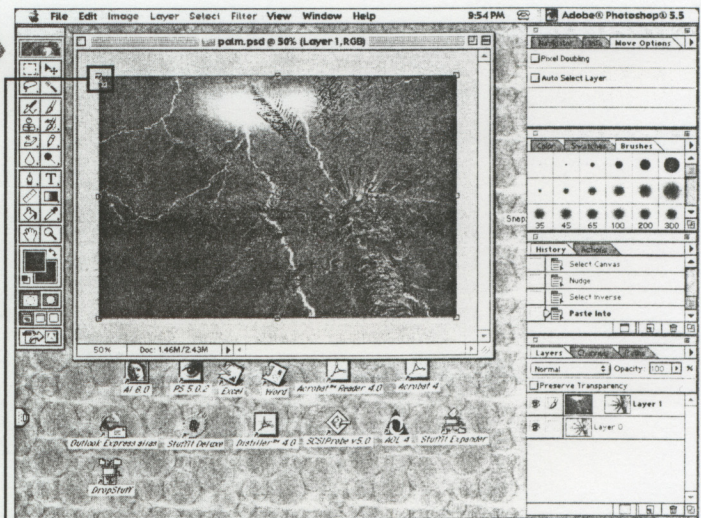 File Edit Image Layer Select Filter View Window Help 9:54 PM Adobe® Photoshop® 5.5
palm.psd @ 50% (Layer 1,RGB)
Navigator Info Move Options
Pixel Doubling
Auto Select Layer
Color Swatches Brushes
35 45 65 100 200 300
Snap
History Actions
Select Canvas
Nudge
Select Inverse
Paste Into
50% Doc: 1.46M/2.43M
Layers Channels Paths
Normal Opacity: 100 %
Preserve Transparency
Layer 1
Layer 0
AI 8.0 PS 5.0.2 Excel Word Acrobat™ Reader 4.0 Acrobat 4
Outlook Express alias StuffIt Deluxe Distiller™ 4.0 SCSIProbe v5.0 AOL 4. StuffIt Expander
DropStuff